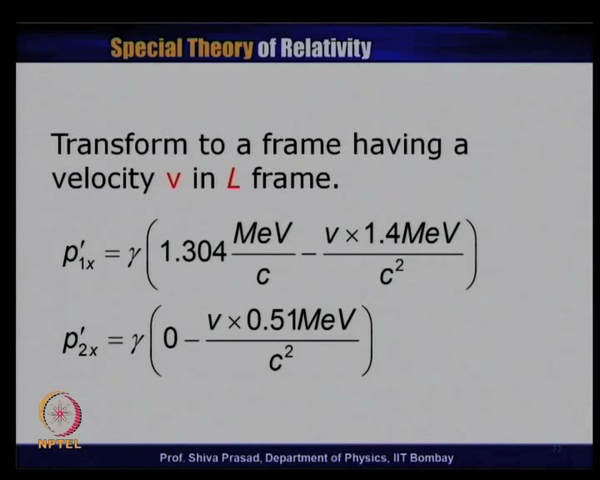 Special Theory of Relativity
Transform to a frame having a
velocity v in L frame.
p′₁ₓ = γ(1.304 MeV/c − v×1.4MeV/c²)
p′₂ₓ = γ(0 − v×0.51MeV/c²)
NPTEL
Prof. Shiva Prasad, Department of Physics, IIT Bombay